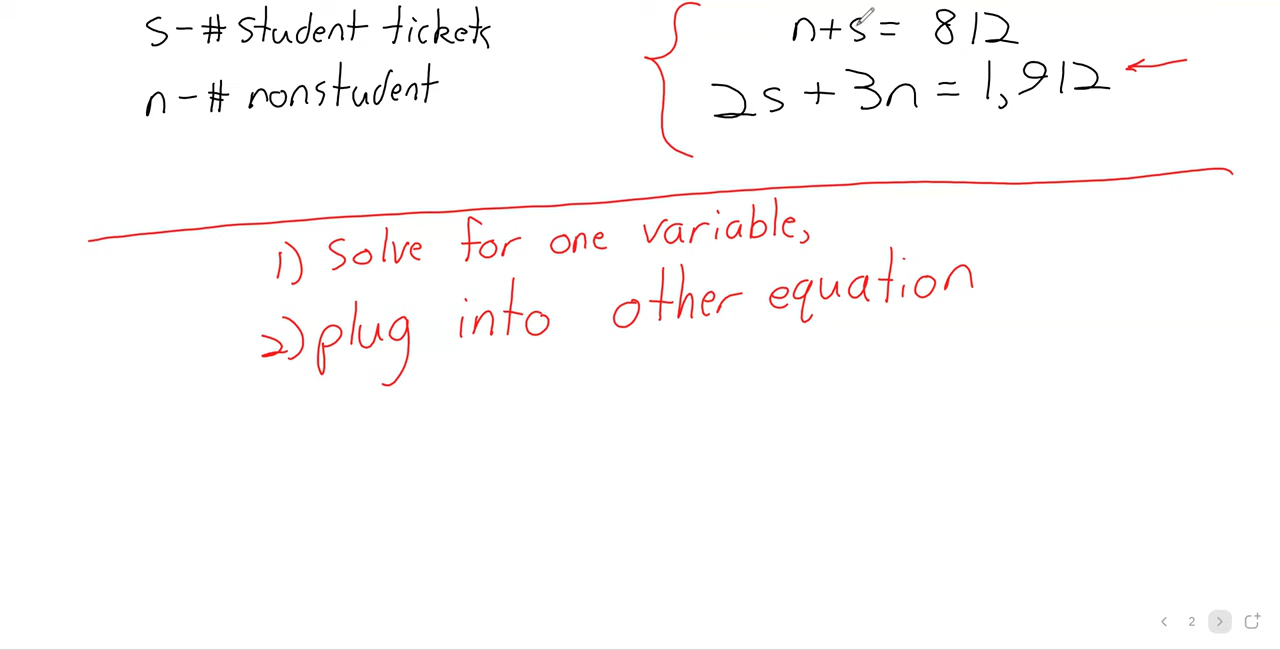 s - # student tickets
n - # nonstudent
n+s = 812
2s + 3n = 1,912
1) Solve for one variable,
2) plug into other equation
2